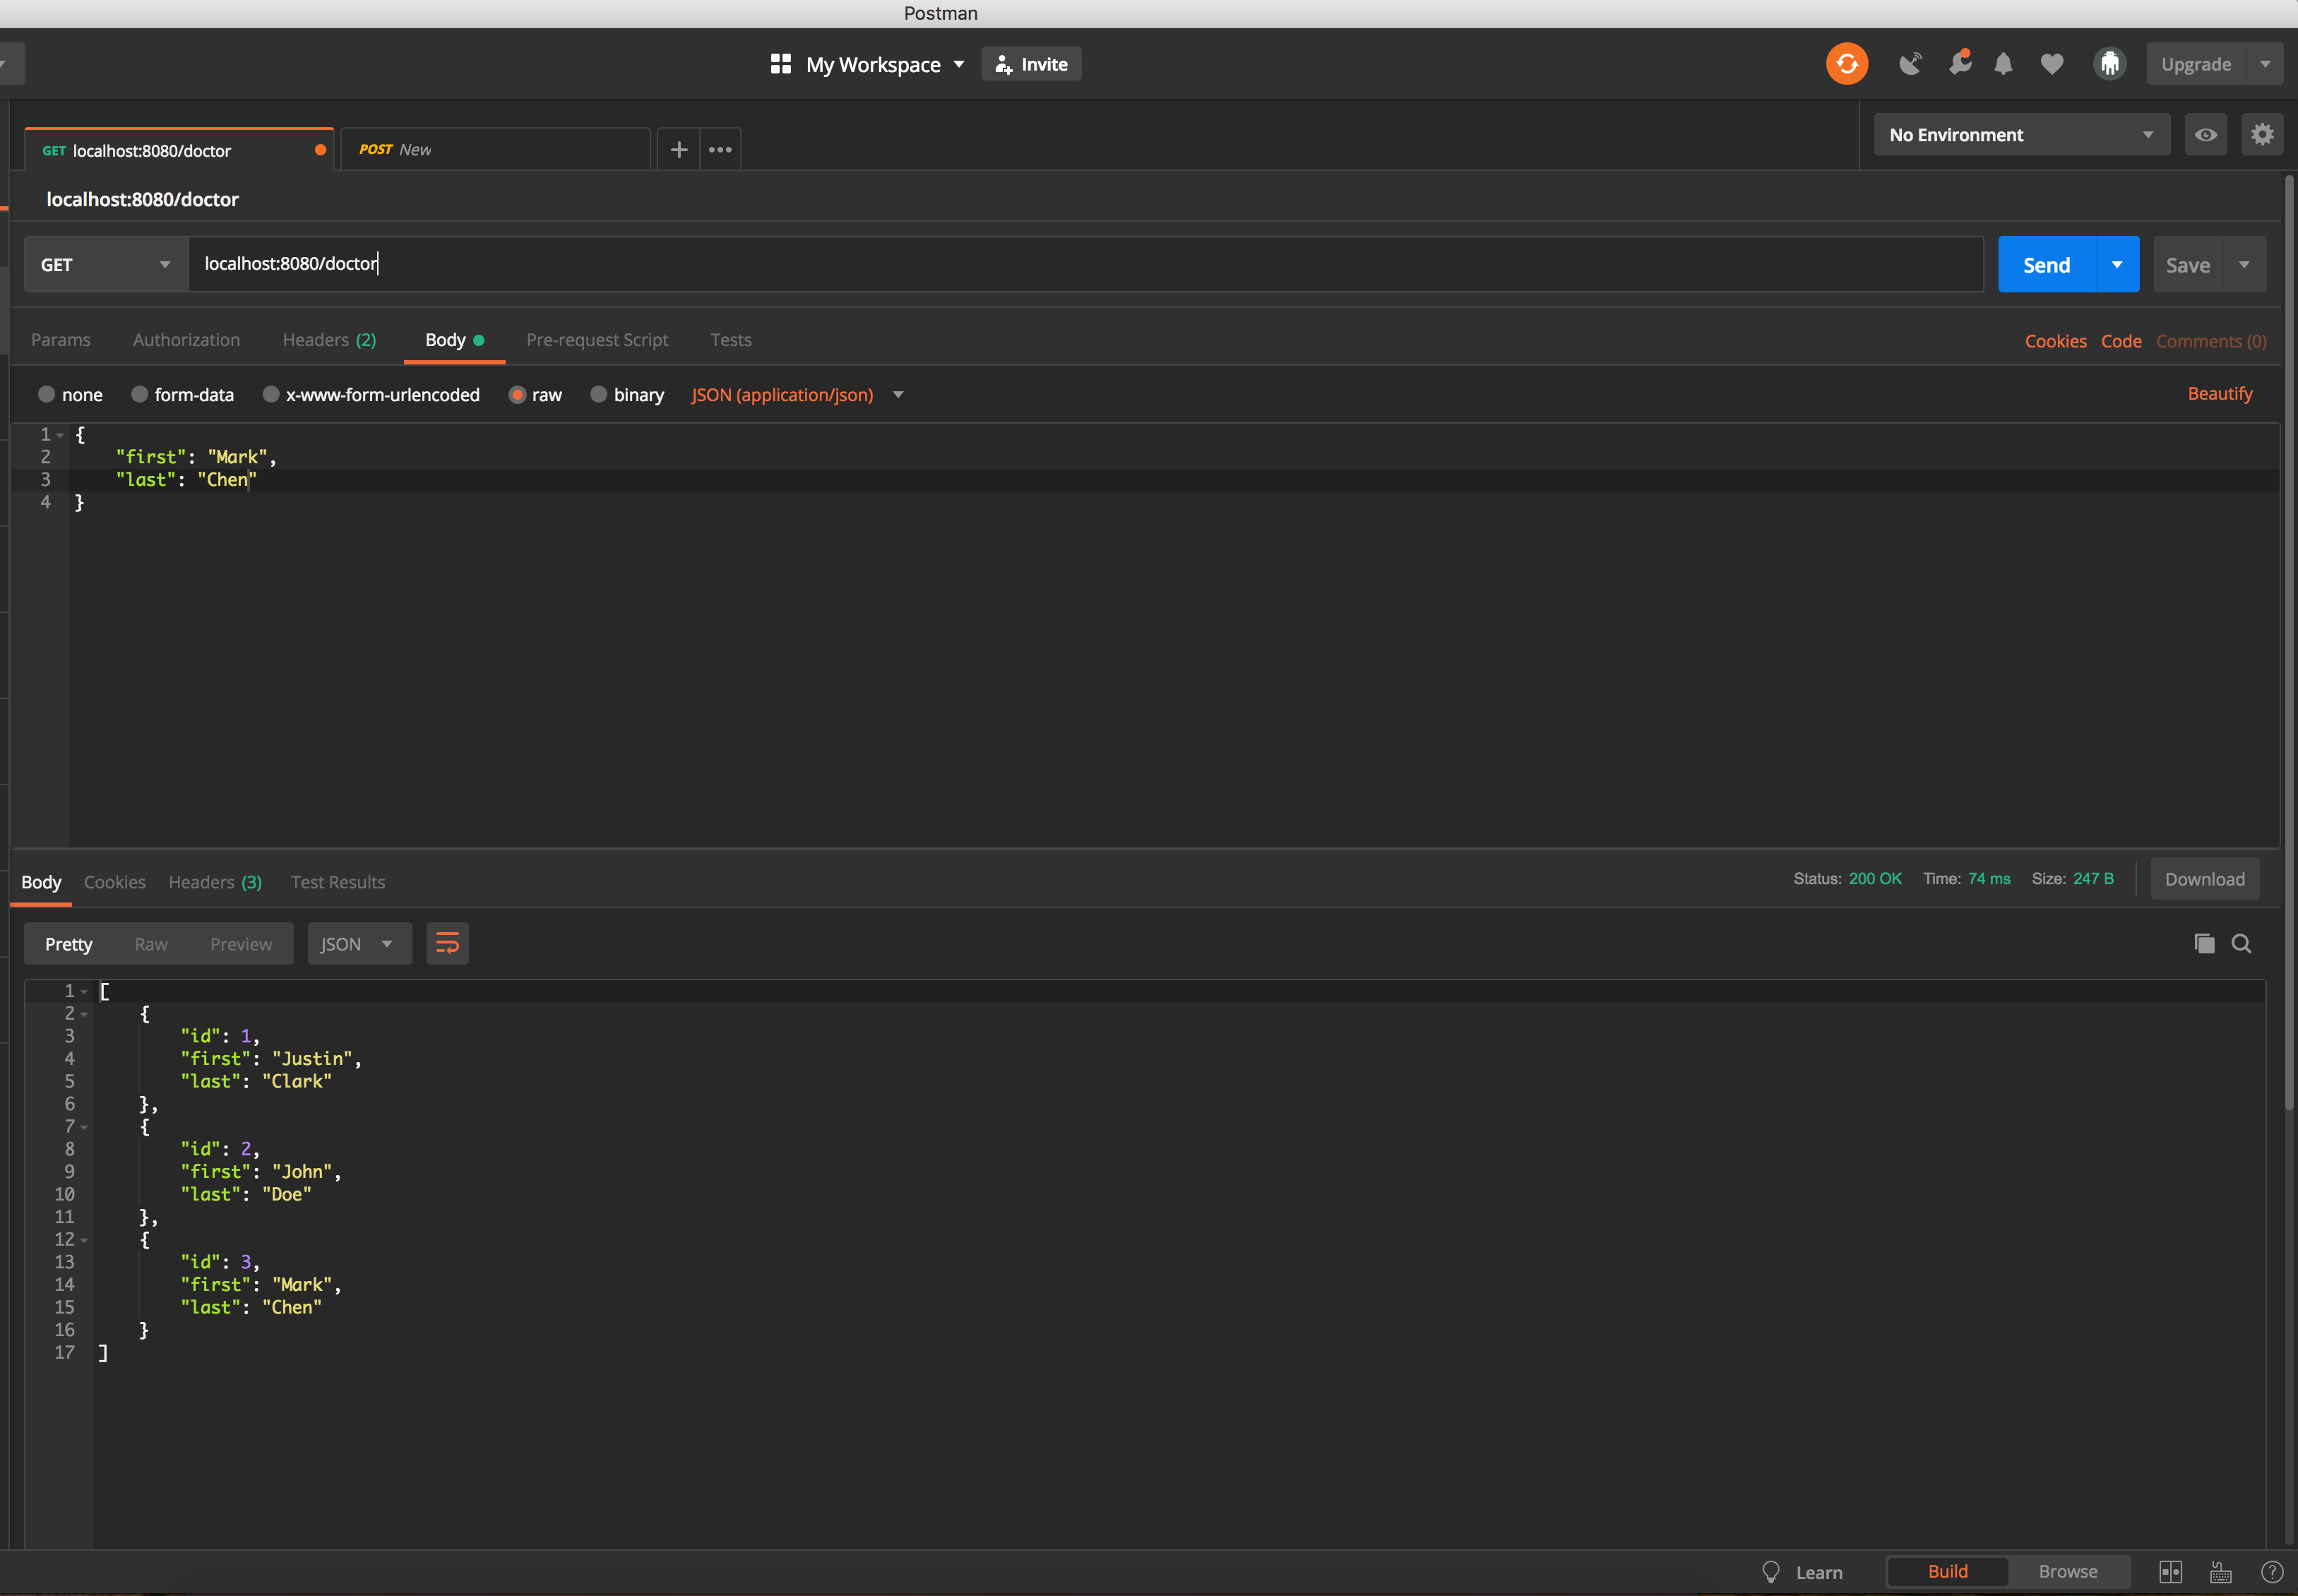 Postman
My Workspace Invite Upgrade
GET localhost:8080/doctor POST New No Environment
localhost:8080/doctor
GET localhost:8080/doctor Send Save
Params Authorization Headers (2) Body Pre-request Script Tests Cookies Code Comments (0)
none form-data x-www-form-urlencoded raw binary JSON (application/json) Beautify
1 {
2 "first": "Mark",
3 "last": "Chen"
4 }
Body Cookies Headers (3) Test Results Status: 200 OK Time: 74 ms Size: 247 B Download
Pretty Raw Preview JSON
1 [
2 {
3 "id": 1,
4 "first": "Justin",
5 "last": "Clark"
6 },
7 {
8 "id": 2,
9 "first": "John",
10 "last": "Doe"
11 },
12 {
13 "id": 3,
14 "first": "Mark",
15 "last": "Chen"
16 }
17 ]
Learn Build Browse ?